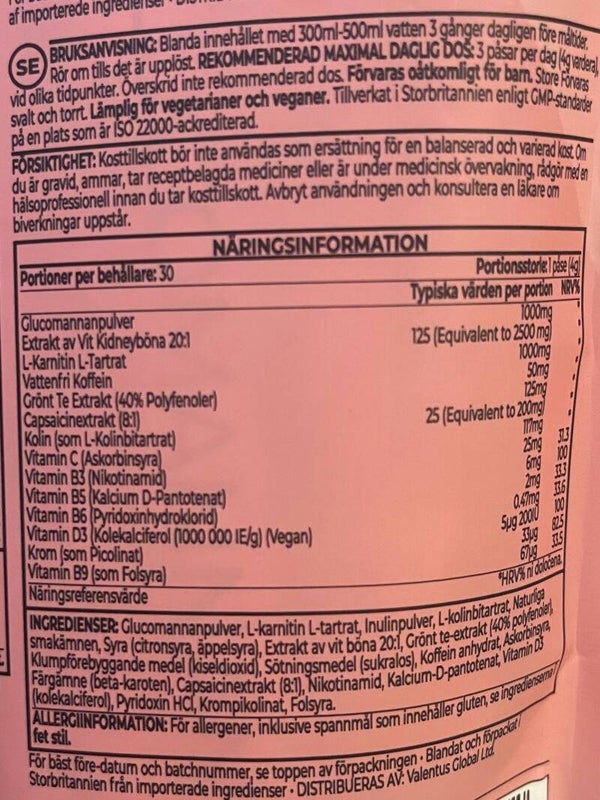 af importerede ingredienser • DISTRI
SE
BRUKSANVISNING: Blanda innehållet med 300ml-500ml vatten 3 gånger dagligen före måltider.
Rör om tills det är upplöst. REKOMMENDERAD MAXIMAL DAGLIG DOS: 3 påsar per dag (4g vardera),
vid olika tidpunkter. Överskrid inte rekommenderad dos. Förvaras oåtkomligt för barn. Store Förvaras
svalt och torrt. Lämplig för vegetarianer och veganer. Tillverkat i Storbritannien enligt GMP-standarder
på en plats som är ISO 22000-ackrediterad.
FÖRSIKTIGHET: Kosttillskott bör inte användas som ersättning för en balanserad och varierad kost. Om
du är gravid, ammar, tar receptbelagda mediciner eller är under medicinsk övervakning, rådgör med en
hälsoprofessionell innan du tar kosttillskott. Avbryt användningen och konsultera en läkare om
biverkningar uppstår.
NÄRINGSINFORMATION
Portioner per behållare: 30 Portionsstorle: 1 påse (4g)
Typiska värden per portion NRV%
Glucomannanpulver 1000mg
Extrakt av Vit Kidneyböna 20:1 125 (Equivalent to 2500 mg)
L-Karnitin L-Tartrat 1000mg
Vattenfri Koffein 50mg
Grönt Te Extrakt (40% Polyfenoler) 125mg
Capsaicinextrakt (8:1) 25 (Equivalent to 200mg)
Kolin (som L-Kolinbitartrat) 117mg
Vitamin C (Askorbinsyra) 25mg 31.3
Vitamin B3 (Nikotinamid) 6mg 100
Vitamin B5 (Kalcium D-Pantotenat) 2mg 33.3
Vitamin B6 (Pyridoxinhydroklorid) 0.47mg 33.6
Vitamin D3 (Kolekalciferol (1000 000 IE/g) (Vegan) 5µg 200IU 100
Krom (som Picolinat) 33µg 82.5
Vitamin B9 (som Folsyra) 67µg 33.5
Näringsreferensvärde *HRV% ni določena.
INGREDIENSER: Glucomannanpulver, L-karnitin L-tartrat, Inulinpulver, L-kolinbitartrat, Naturliga
smakämnen, Syra (citronsyra, äppelsyra), Extrakt av vit böna 20:1, Grönt te-extrakt (40% polyfenoler),
Klumpförebyggande medel (kiseldioxid), Sötningsmedel (sukralos), Koffein anhydrat, Askorbinsyra,
Färgämne (beta-karoten), Capsaicinextrakt (8:1), Nikotinamid, Kalcium-D-pantotenat, Vitamin D3
(kolekalciferol), Pyridoxin HCl, Krompikolinat, Folsyra.
ALLERGIINFORMATION: För allergener, inklusive spannmål som innehåller gluten, se ingredienserna i
fet stil.
För bäst före-datum och batchnummer, se toppen av förpackningen • Blandat och förpackat i
Storbritannien från importerade ingredienser • DISTRIBUERAS AV: Valentus Global Ltd.